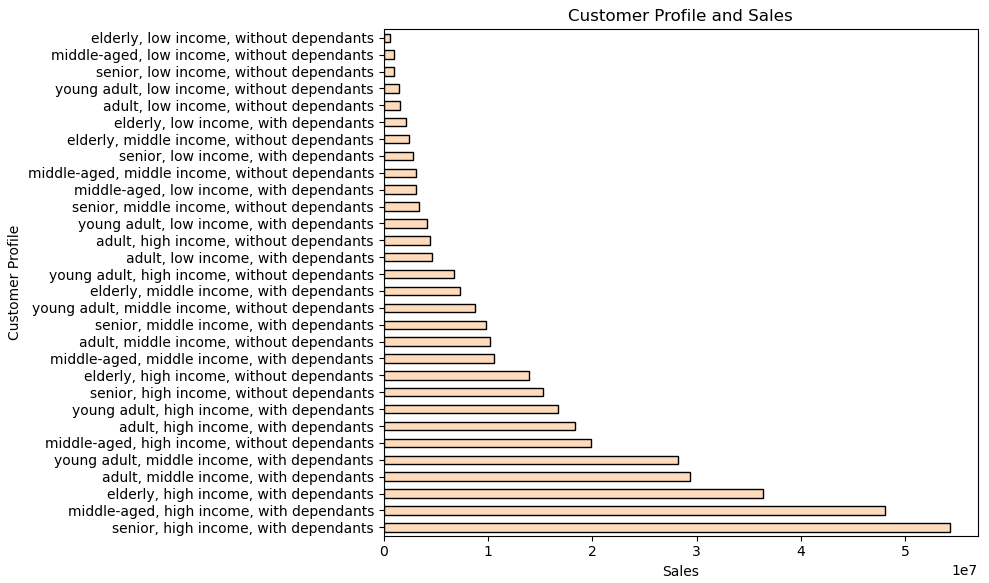 Customer Profile and Sales
elderly, low income, without dependants
middle-aged, low income, without dependants
senior, low income, without dependants
young adult, low income, without dependants
adult, low income, without dependants
elderly, low income, with dependants
elderly, middle income, without dependants
senior, low income, with dependants
middle-aged, middle income, without dependants
middle-aged, low income, with dependants
senior, middle income, without dependants
young adult, low income, with dependants
adult, high income, without dependants
adult, low income, with dependants
young adult, high income, without dependants
elderly, middle income, with dependants
young adult, middle income, without dependants
senior, middle income, with dependants
adult, middle income, without dependants
middle-aged, middle income, with dependants
elderly, high income, without dependants
senior, high income, without dependants
young adult, high income, with dependants
adult, high income, with dependants
middle-aged, high income, without dependants
young adult, middle income, with dependants
adult, middle income, with dependants
elderly, high income, with dependants
middle-aged, high income, with dependants
senior, high income, with dependants
Customer Profile
0 1 2 3 4 5
1e7
Sales